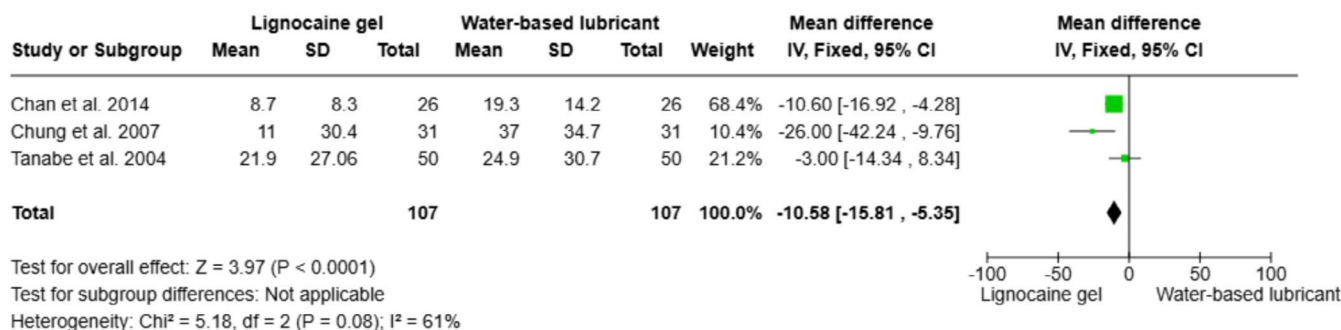 Lignocaine gel Water-based lubricant Mean difference Mean difference
Study or Subgroup Mean SD Total Mean SD Total Weight IV, Fixed, 95% CI IV, Fixed, 95% CI
Chan et al. 2014 8.7 8.3 26 19.3 14.2 26 68.4% -10.60 [-16.92 , -4.28]
Chung et al. 2007 11 30.4 31 37 34.7 31 10.4% -26.00 [-42.24 , -9.76]
Tanabe et al. 2004 21.9 27.06 50 24.9 30.7 50 21.2% -3.00 [-14.34 , 8.34]
Total 107 107 100.0% -10.58 [-15.81 , -5.35]
Test for overall effect: Z = 3.97 (P < 0.0001)
Test for subgroup differences: Not applicable
Heterogeneity: Chi² = 5.18, df = 2 (P = 0.08); I² = 61%
-100 -50 0 50 100
Lignocaine gel Water-based lubricant